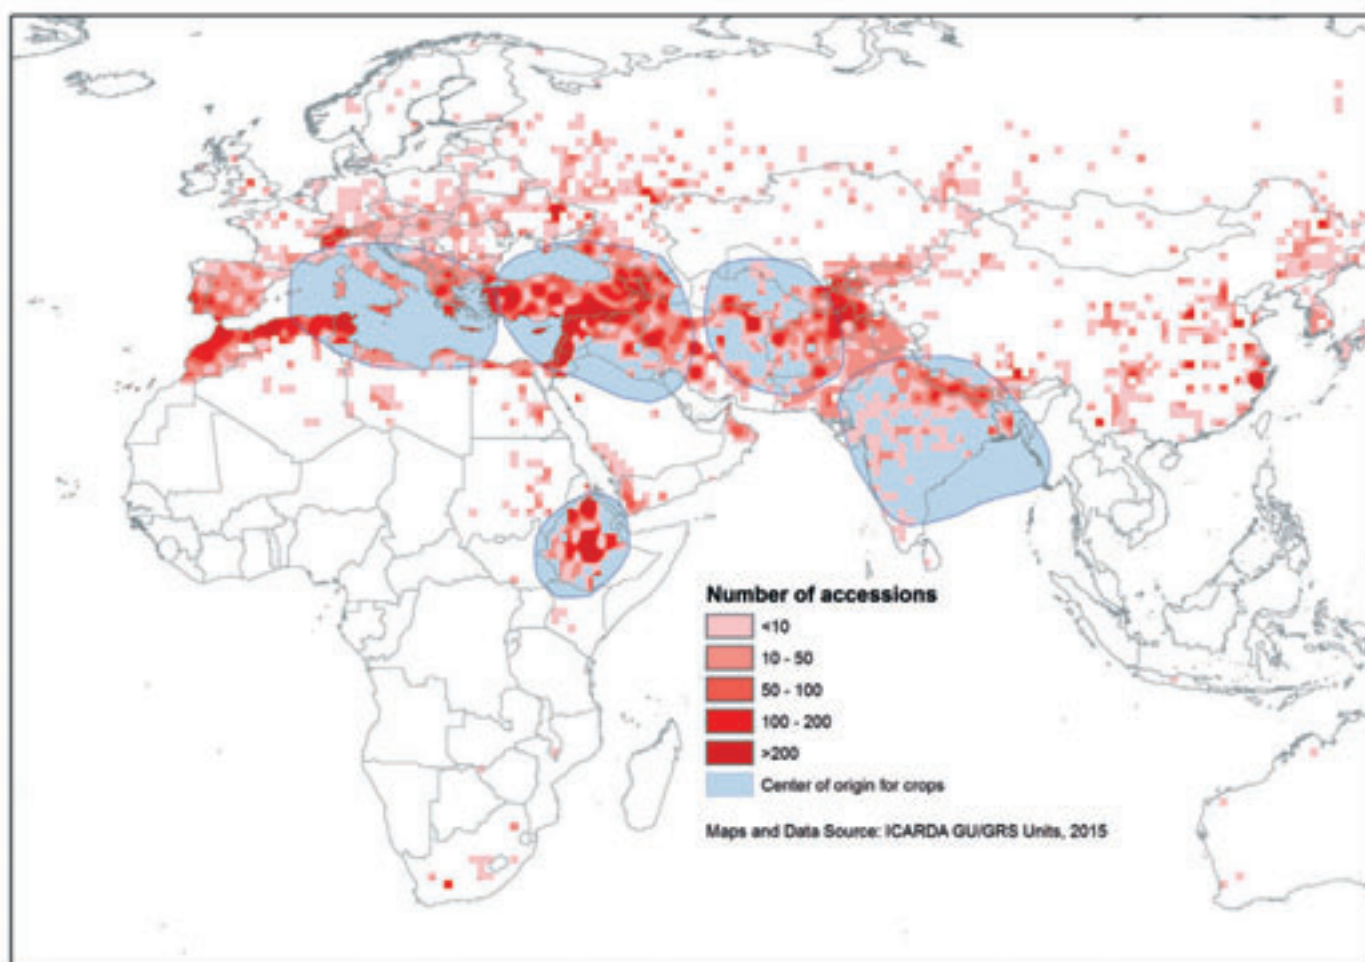 Number of accessions
<10
10 - 50
50 - 100
100 - 200
>200
Center of origin for crops
Maps and Data Source: ICARDA GU/GRS Units, 2015